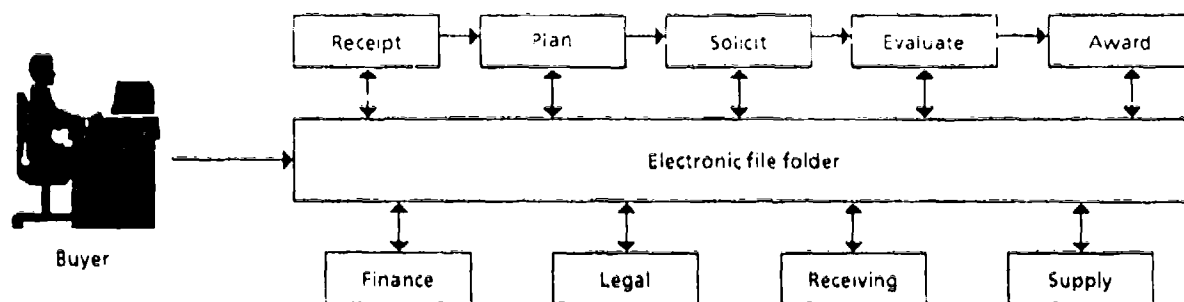 Receipt
Plan
Solicit
Evaluate
Award
Electronic file folder
Buyer
Finance
Legal
Receiving
Supply